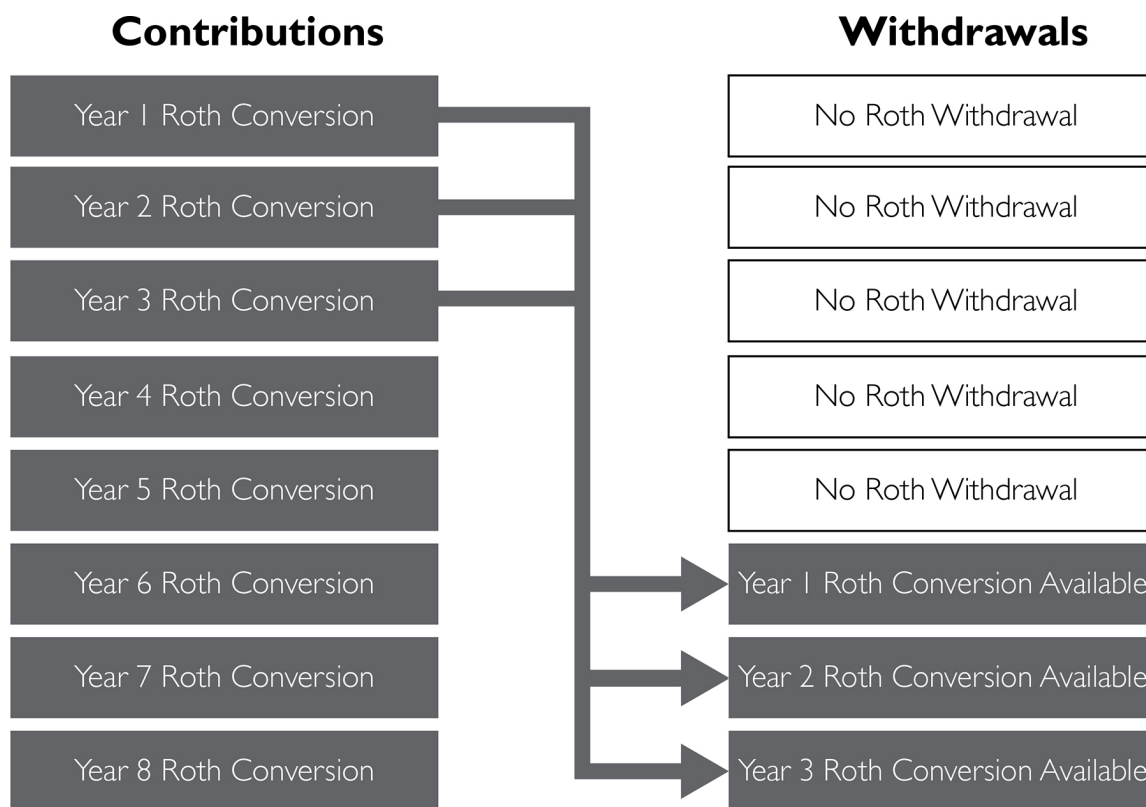 Contributions
Withdrawals
Year 1 Roth Conversion
No Roth Withdrawal
Year 2 Roth Conversion
No Roth Withdrawal
Year 3 Roth Conversion
No Roth Withdrawal
Year 4 Roth Conversion
No Roth Withdrawal
Year 5 Roth Conversion
No Roth Withdrawal
Year 6 Roth Conversion
Year 1 Roth Conversion Available
Year 7 Roth Conversion
Year 2 Roth Conversion Available
Year 8 Roth Conversion
Year 3 Roth Conversion Available